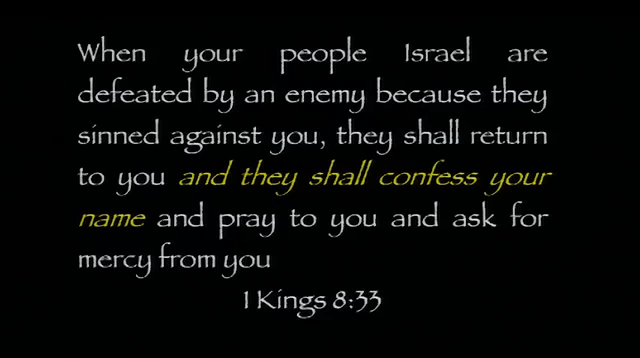 When your people Israel are
defeated by an enemy because they
sinned against you, they shall return
to you and they shall confess your
name and pray to you and ask for
mercy from you
1 Kings 8:33